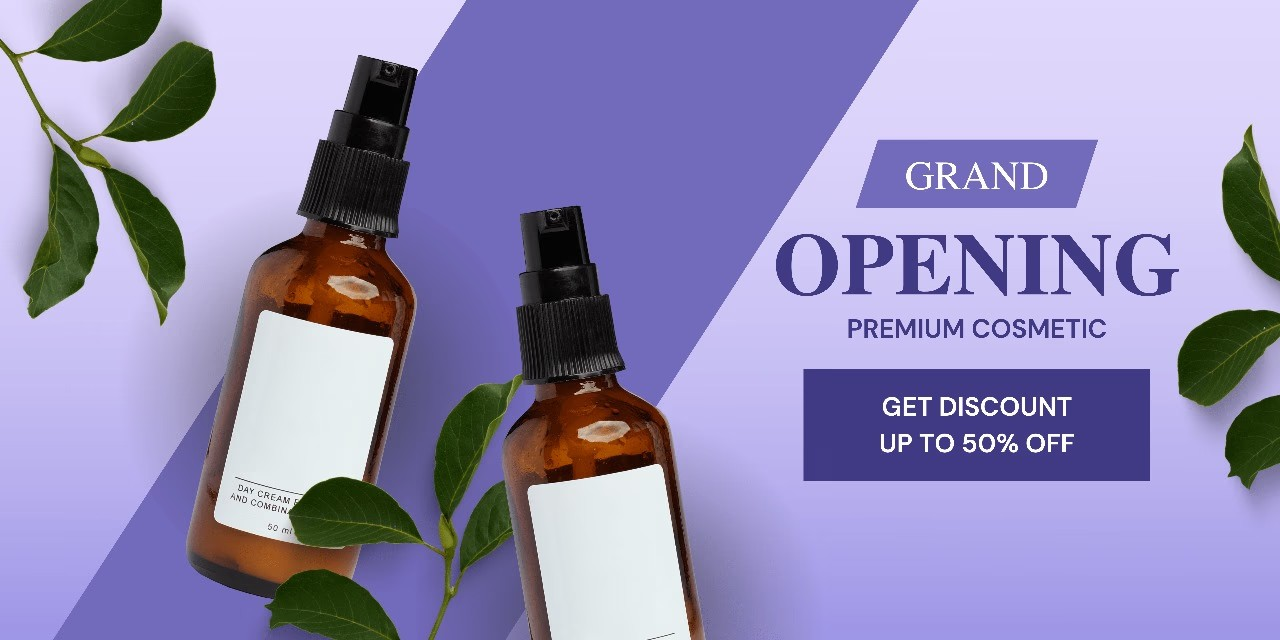 DAY CREAM
AND COMBINA
50 ml
GRAND
OPENING
PREMIUM COSMETIC
GET DISCOUNT
UP TO 50% OFF